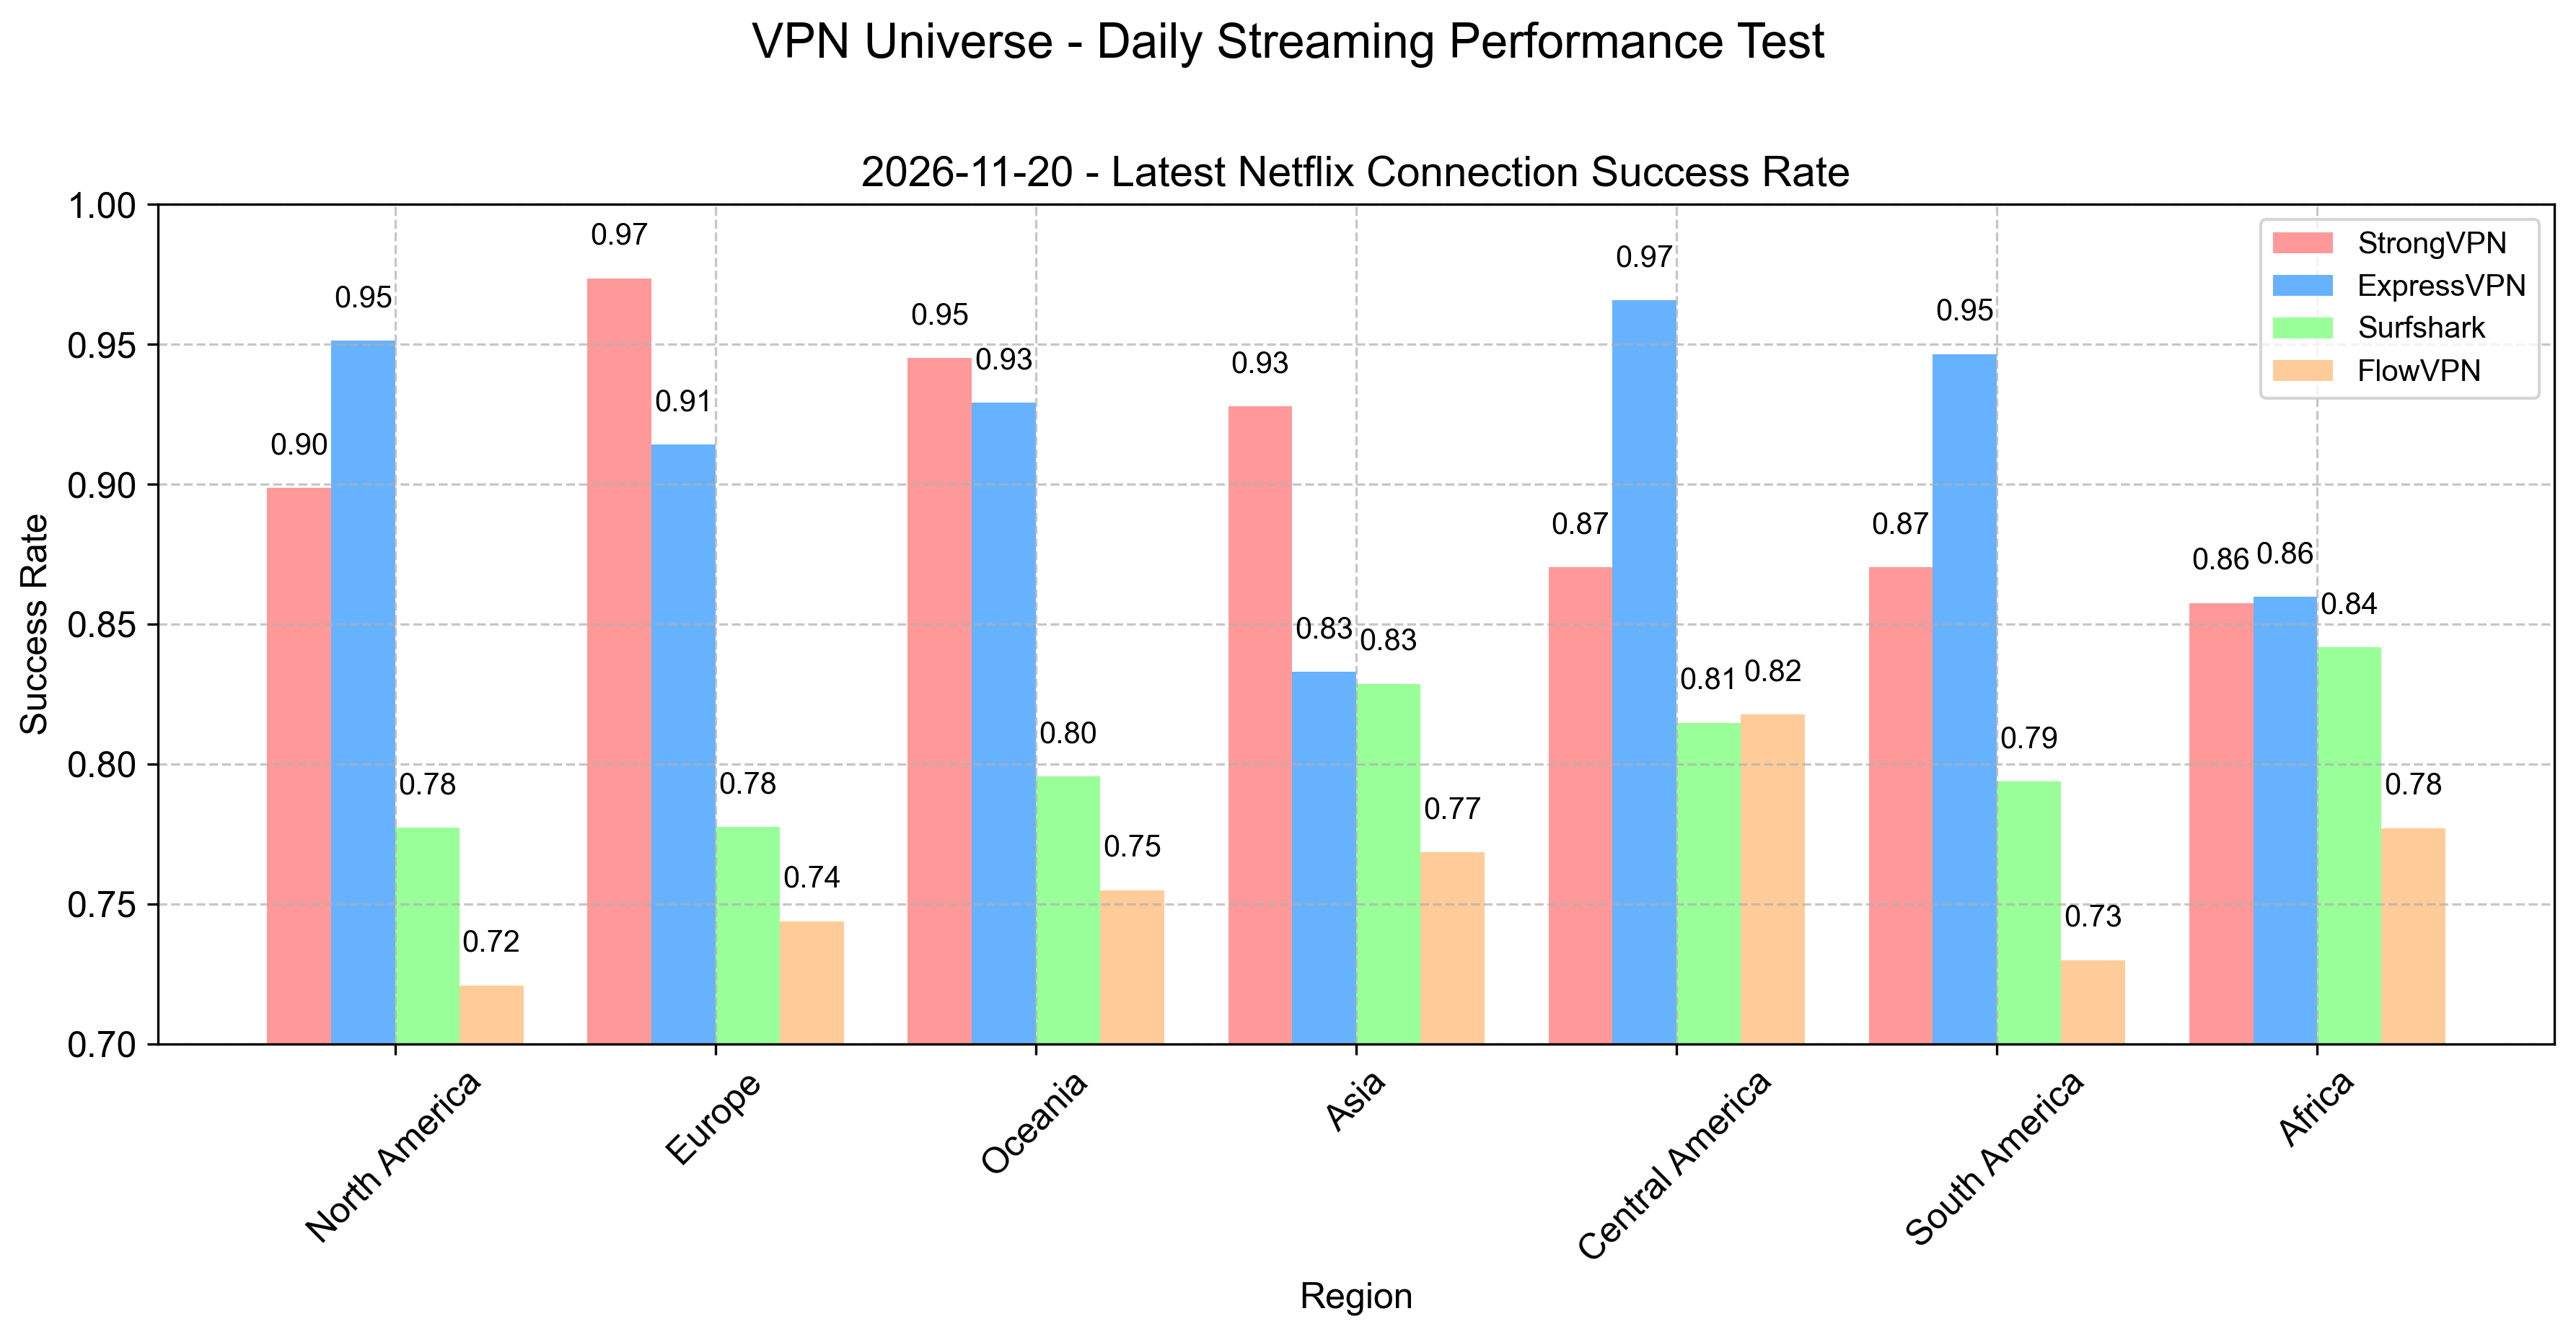 VPN Universe - Daily Streaming Performance Test
2026-11-20 - Latest Netflix Connection Success Rate
Success Rate
1.00
0.95
0.90
0.85
0.80
0.75
0.70
0.90
0.95
0.78
0.72
0.97
0.91
0.78
0.74
0.95
0.93
0.80
0.75
0.93
0.83
0.83
0.77
0.87
0.97
0.81
0.82
0.87
0.95
0.79
0.73
0.86
0.86
0.84
0.78
StrongVPN
ExpressVPN
Surfshark
FlowVPN
North America
Europe
Oceania
Asia
Central America
South America
Africa
Region